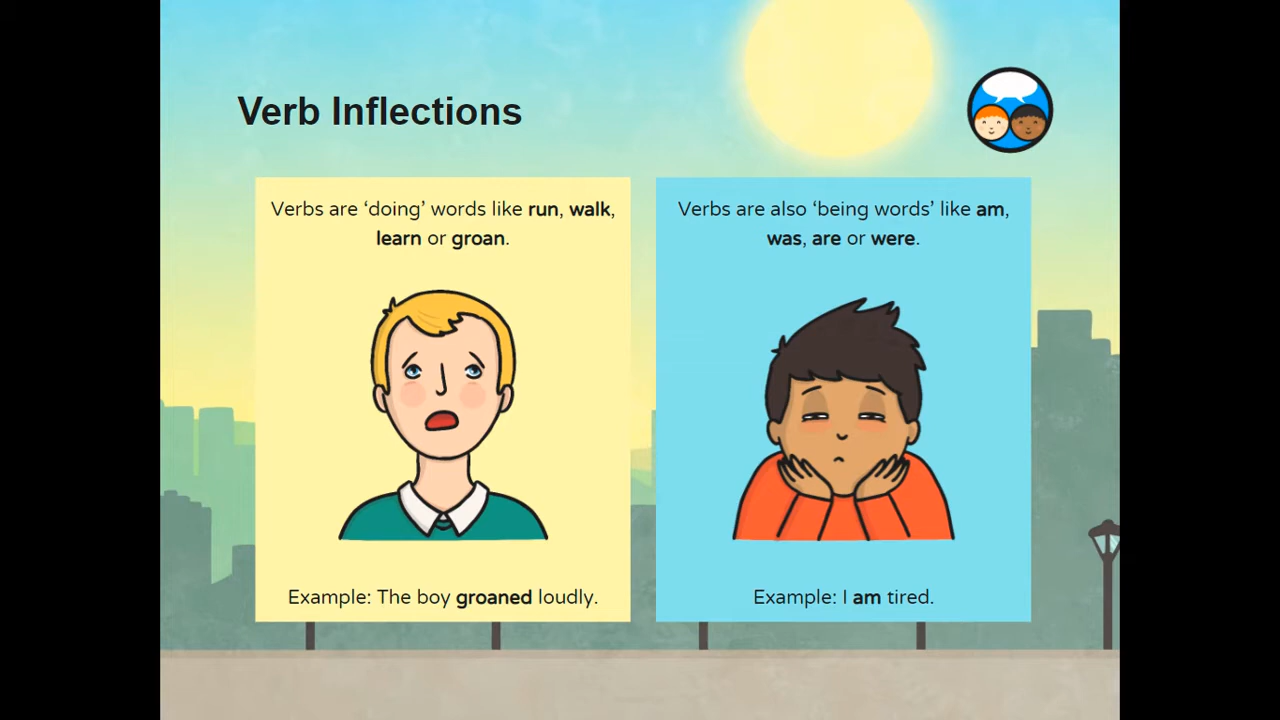 Verb Inflections
Verbs are ‘doing’ words like run, walk,
learn or groan.
Example: The boy groaned loudly.
Verbs are also ‘being words’ like am,
was, are or were.
Example: I am tired.